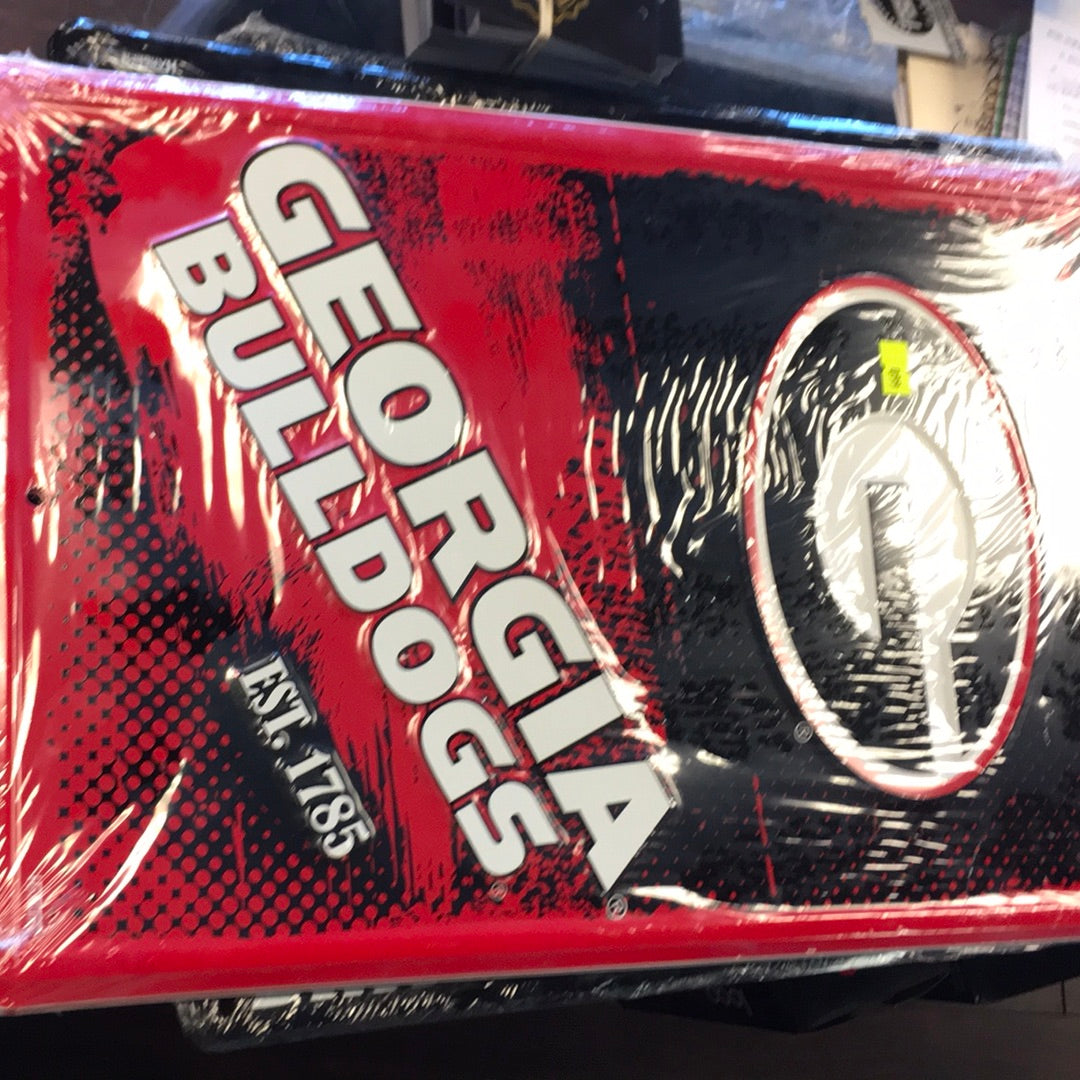 GEORGIA
BULLDOGS
EST. 1785
G